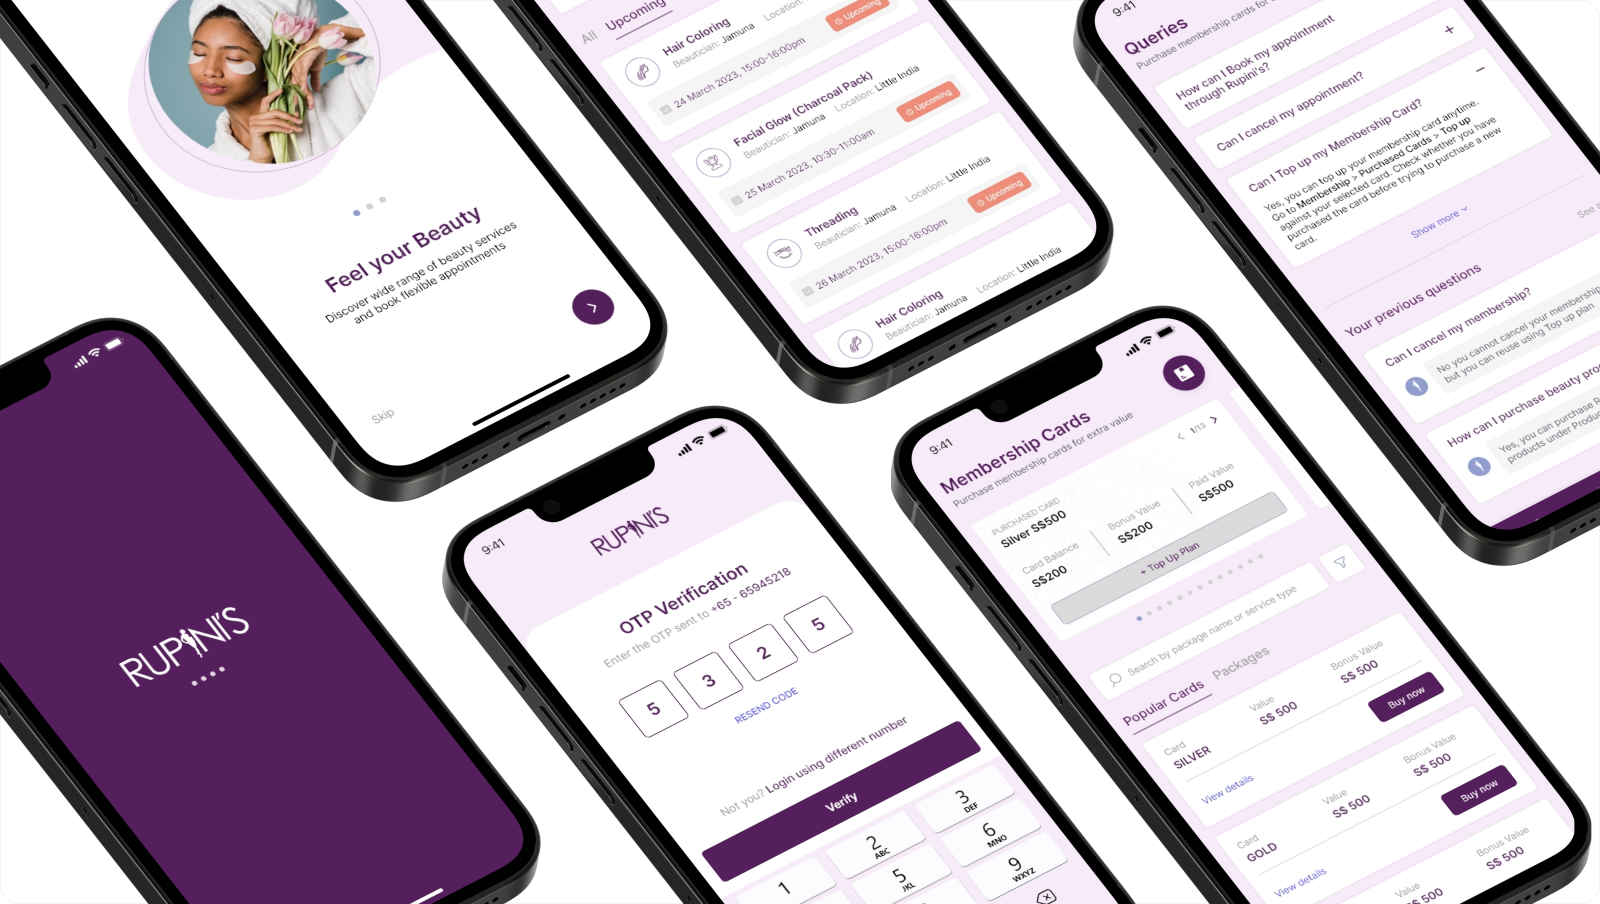 Feel your Beauty
Discover wide range of beauty services
and book flexible appointments
Skip
All
Upcoming
Hair Coloring
Beautician: Jamuna
Location:
24 March 2023, 15:00-16:00pm
Upcoming
Facial Glow (Charcoal Pack)
Beautician: Jamuna
Location: Little India
25 March 2023, 10:30-11:00am
Upcoming
Threading
Beautician: Jamuna
Location: Little India
26 March 2023, 15:00-16:00pm
Upcoming
Hair Coloring
Beautician: Jamuna
Location: Little India
9:41
Queries
Purchase membership cards for
How can I Book my appointment
through Rupini's?
Can I cancel my appointment?
Can I Top up my Membership Card?
Yes, you can top up your membership card anytime.
Go to Membership > Purchased Cards > Top up
against your selected card. Check whether you have
purchased the card before trying to purchase a new
card.
Show more
See
Your previous questions
Can I cancel my membership?
No you cannot cancel your membership
but you can reuse using Top up plan
How can I purchase beauty
Yes, you can purchase
products under
RUPINI'S
9:41
RUPINI'S
OTP Verification
Enter the OTP sent to +65 - 65945218
5
3
2
5
RESEND CODE
Not you? Login using different number
Verify
1
2
ABC
3
DEF
5
JKL
6
MNO
9
WXYZ
9:41
Membership Cards
Purchase membership cards for extra value
1/13
PURCHASED CARD
Silver S$500
Card Balance
S$200
Bonus Value
S$200
Paid Value
S$500
+ Top Up Plan
Search by package name or service type
Popular Cards
Packages
Card
SILVER
Value
S$ 500
Bonus Value
S$ 500
View details
Buy now
Card
GOLD
Value
S$ 500
Bonus Value
S$ 500
View details
Buy now
Value
S$ 500
Bonus Value
S$ 500